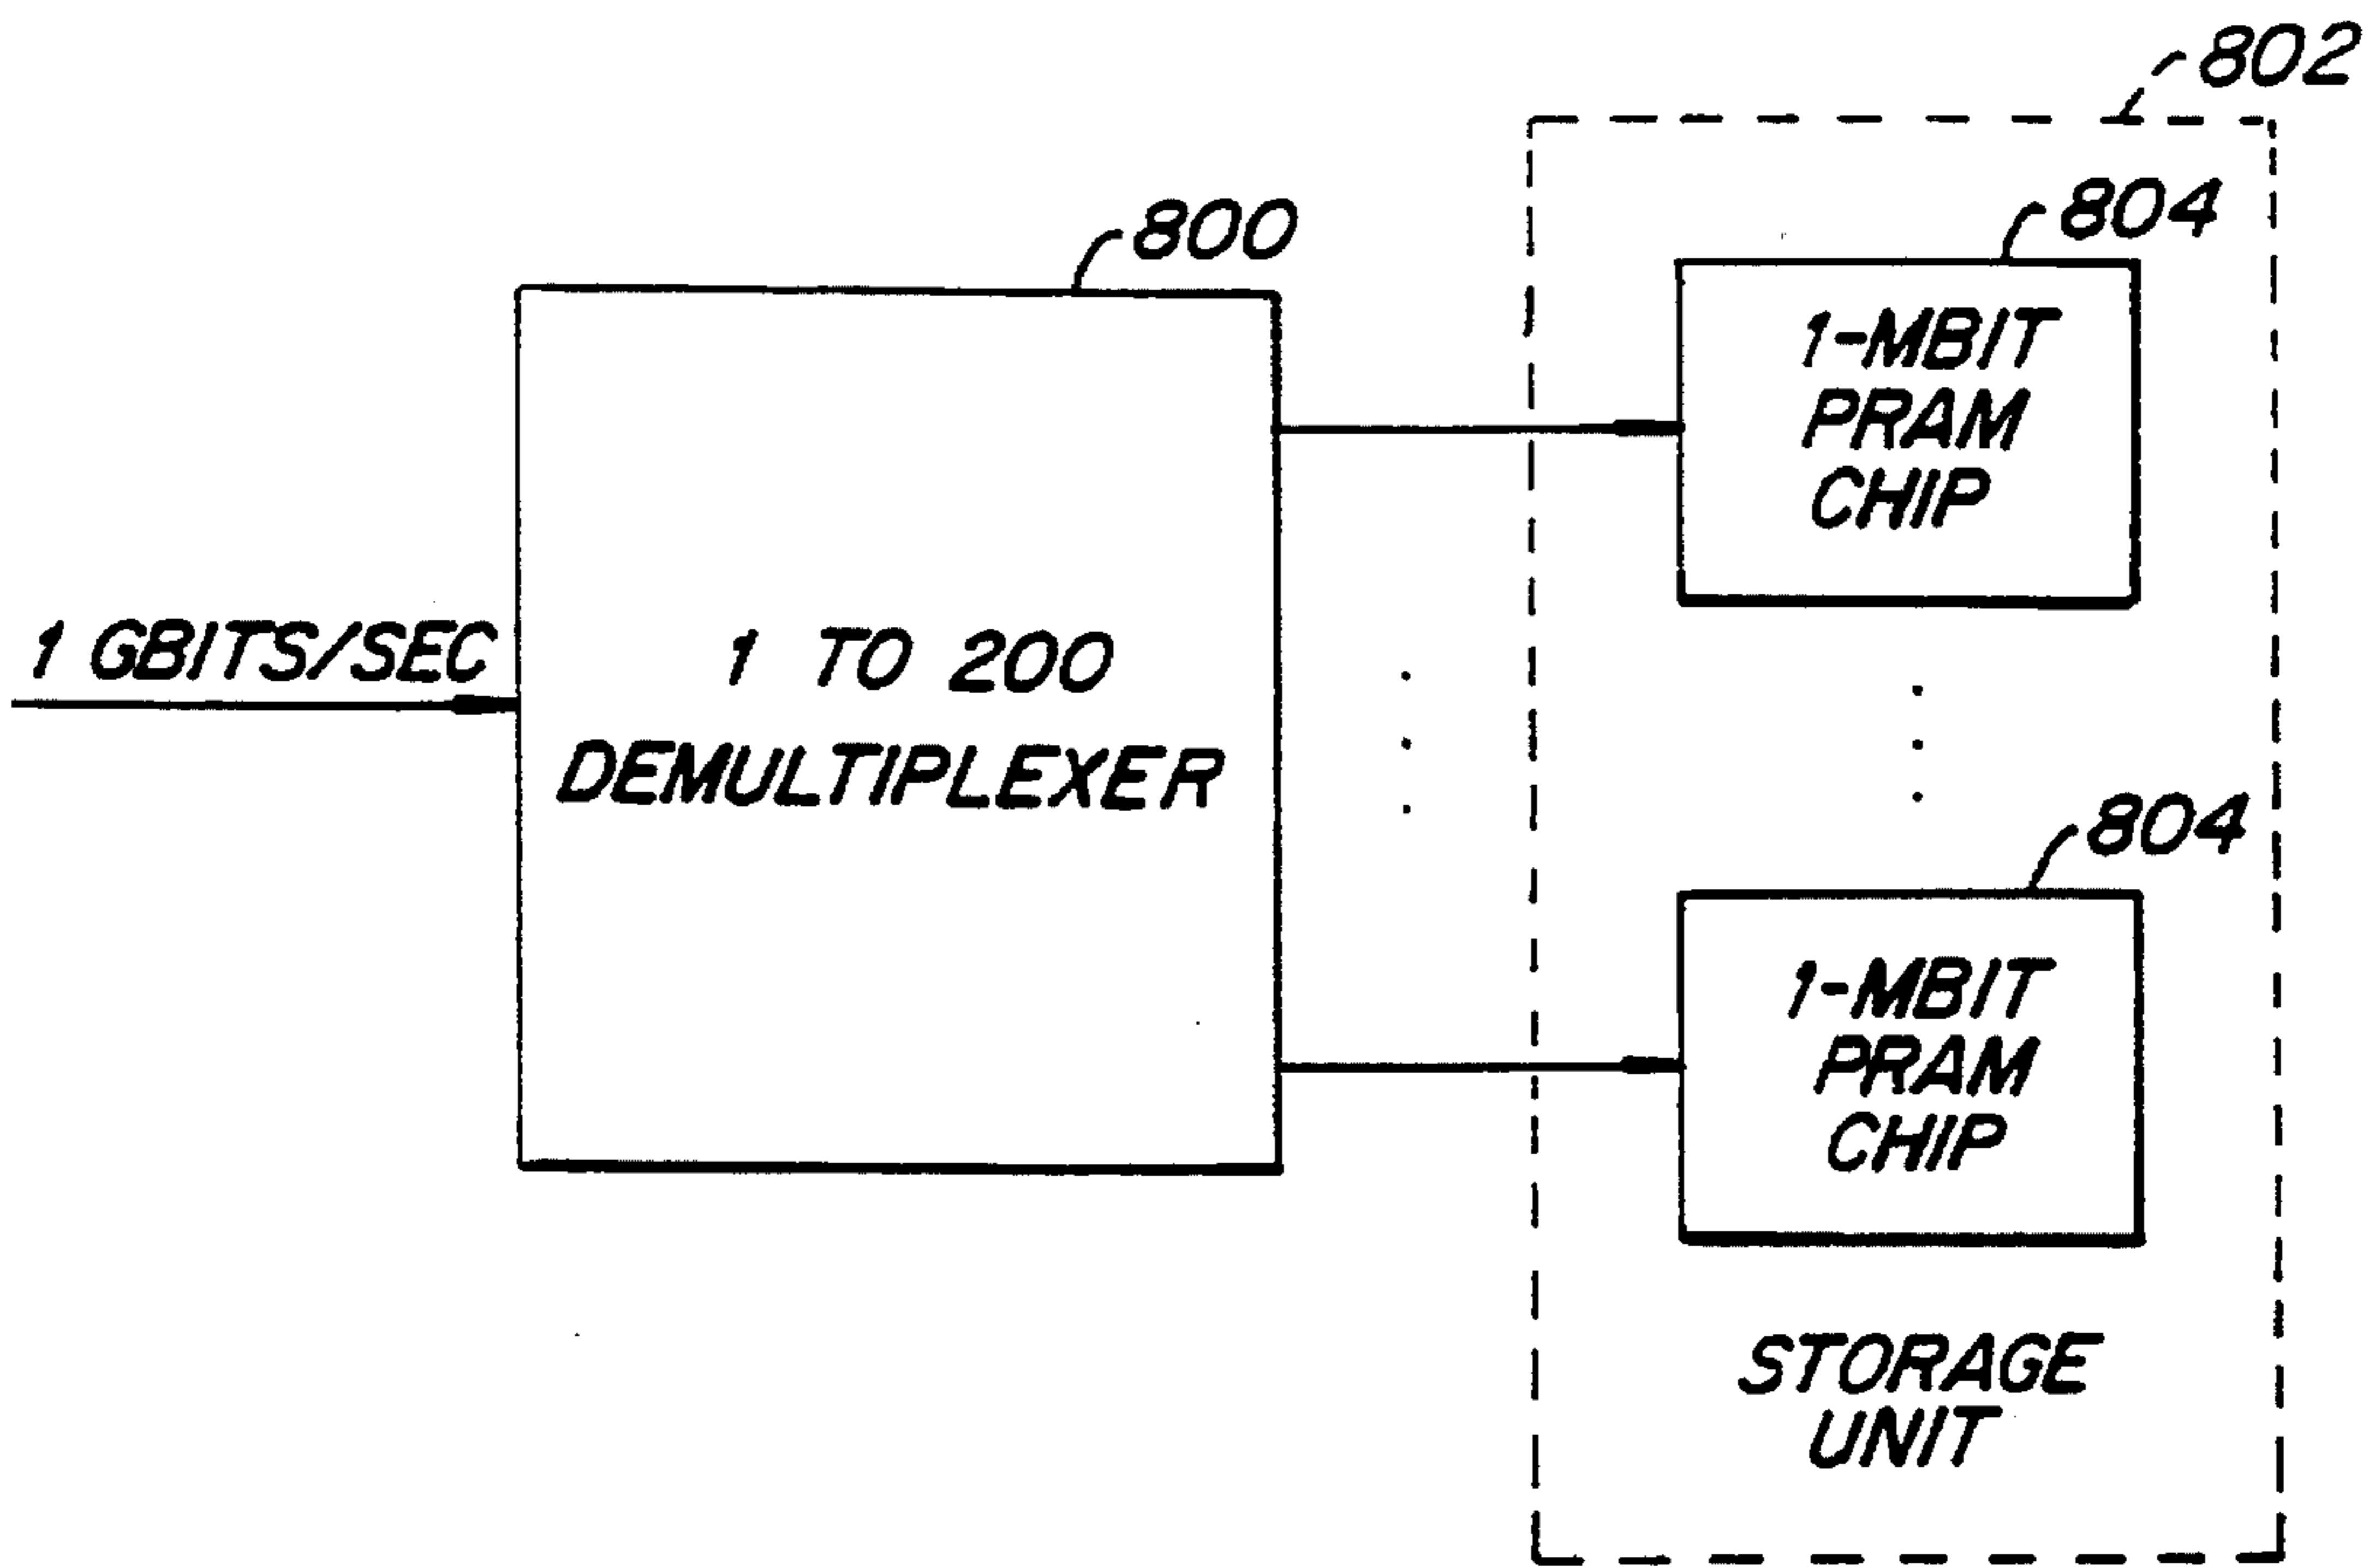 802
804
800
1-MBIT
PRAM
CHIP
1 GBITS/SEC
1 TO 200
DEMULTIPLEXER
804
1-MBIT
PRAM
CHIP
STORAGE
UNIT